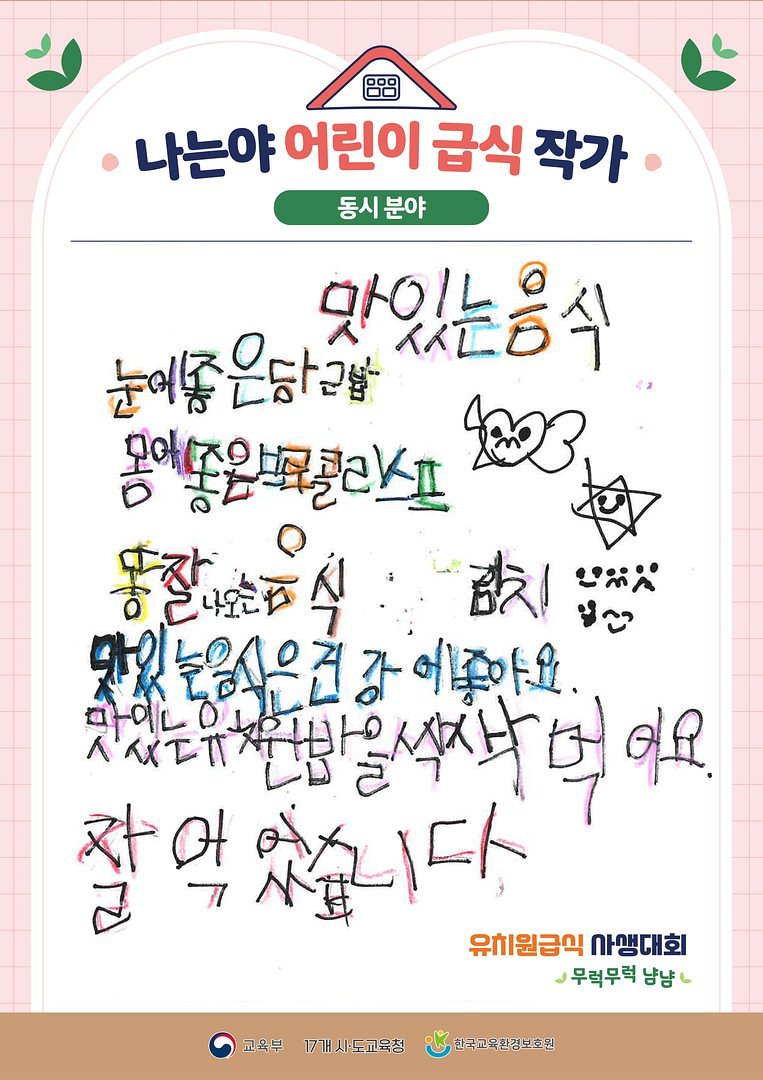 나는야 어린이 급식 작가
동시 분야
맛있는음식
눈에좋은당근밥
몸에좋음브로콜리스프
똥잘나오는음식 김치
맛있는음식은건강에좋아요.
맛있는유치원밥을싹싹먹어요.
잘먹었습니다
유치원급식 사생대회
무럭무럭 냠냠
교육부 17개 시·도교육청 한국교육환경보호원